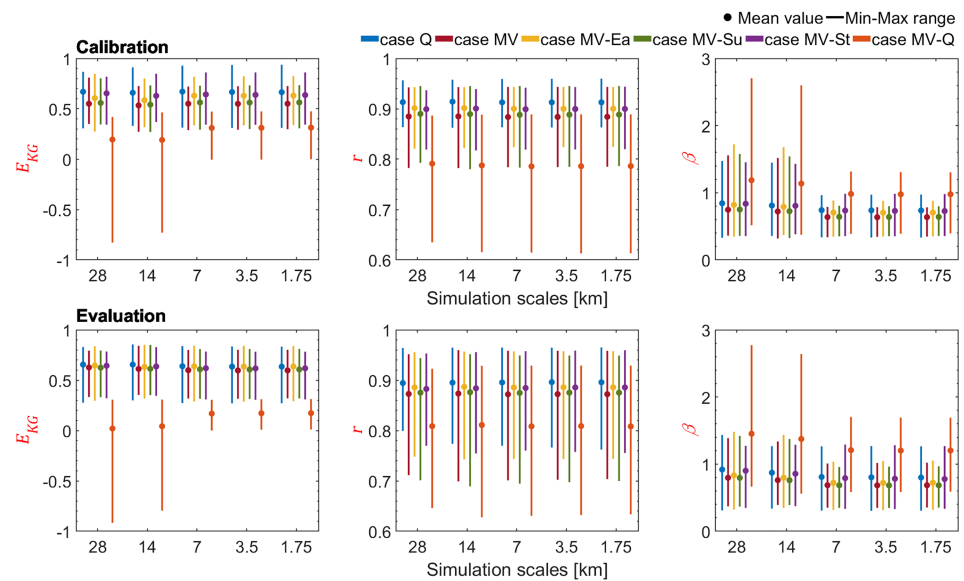 Mean value Min-Max range
case Q case MV case MV-Ea case MV-Su case MV-St case MV-Q
Calibration
1
0.5
0
-0.5
-1
E_KG
28 14 7 3.5 1.75
1
0.9
0.8
0.7
0.6
r
28 14 7 3.5 1.75
Simulation scales [km]
3
2
1
0
β
28 14 7 3.5 1.75
Evaluation
1
0.5
0
-0.5
-1
E_KG
28 14 7 3.5 1.75
1
0.9
0.8
0.7
0.6
r
28 14 7 3.5 1.75
Simulation scales [km]
3
2
1
0
β
28 14 7 3.5 1.75